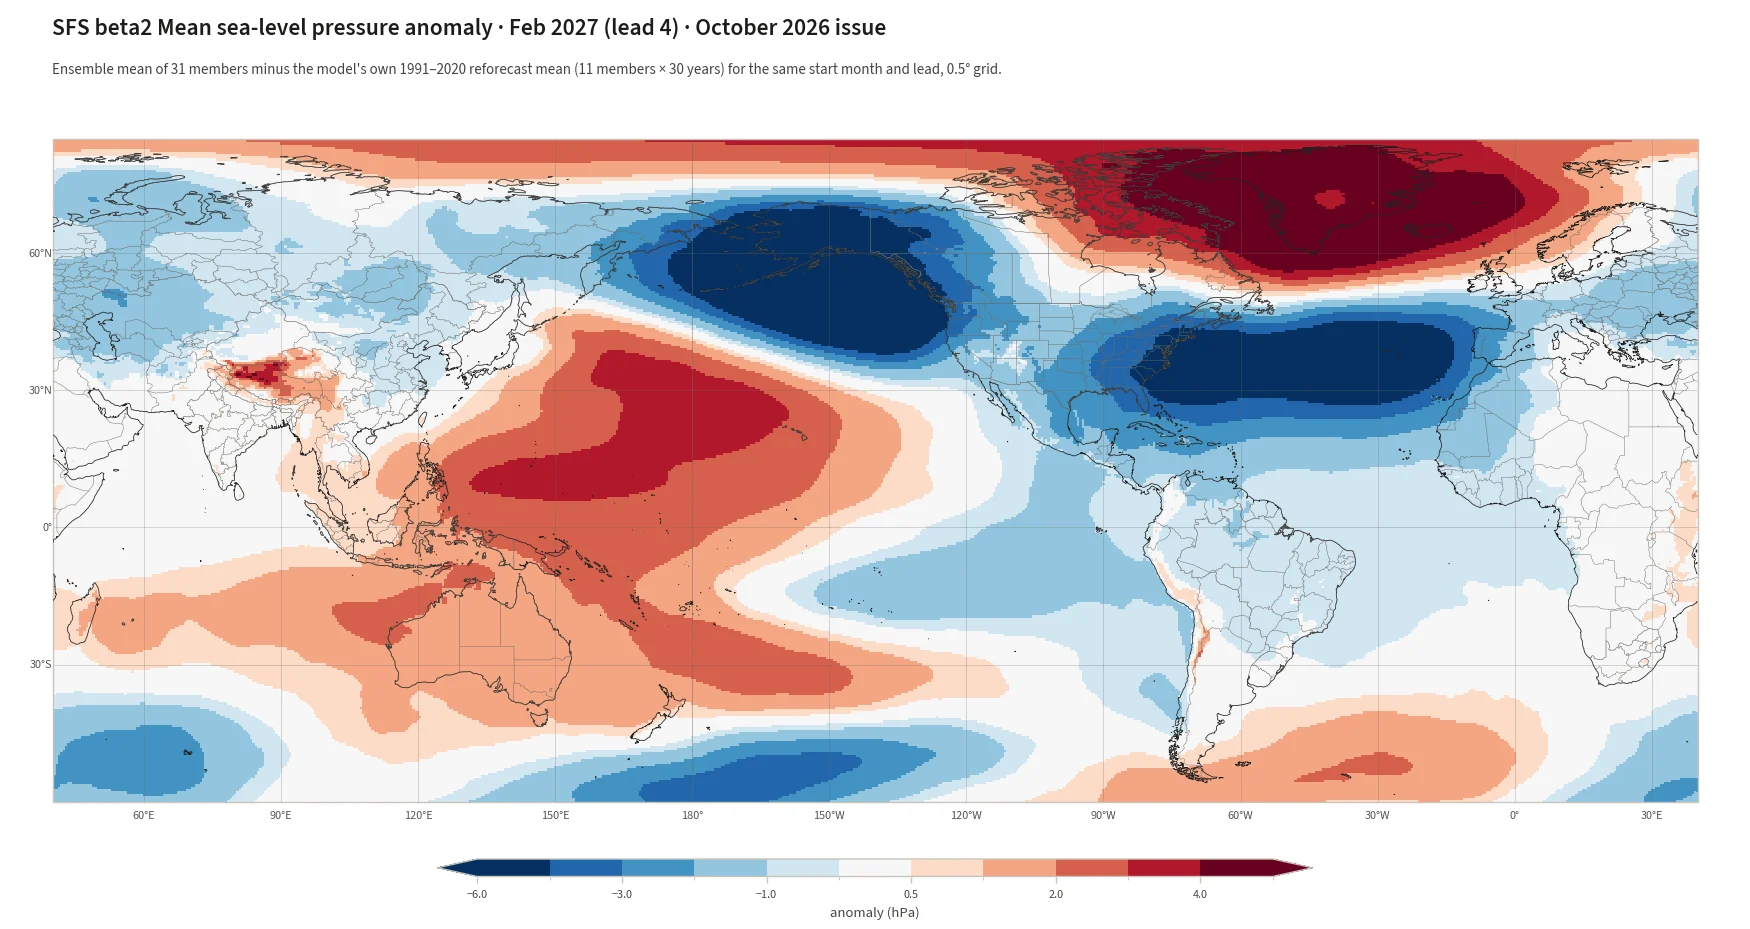 SFS beta2 Mean sea-level pressure anomaly · Feb 2027 (lead 4) · October 2026 issue
Ensemble mean of 31 members minus the model's own 1991–2020 reforecast mean (11 members × 30 years) for the same start month and lead, 0.5° grid.
60°N
30°N
0°
30°S
60°E 90°E 120°E 150°E 180° 150°W 120°W 90°W 60°W 30°W 0° 30°E
−6.0 −3.0 −1.0 0.5 2.0 4.0
anomaly (hPa)